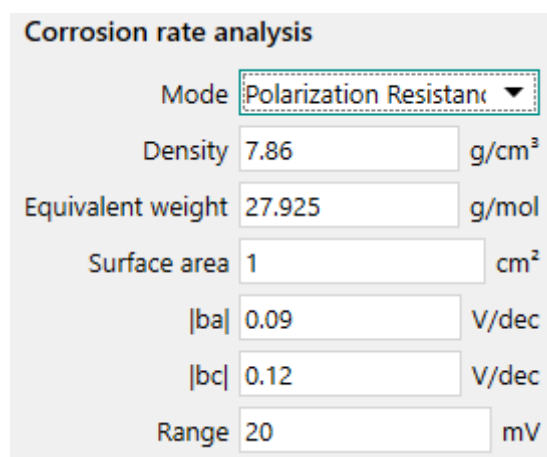 Corrosion rate analysis
Mode Polarization Resistanc
Density 7.86 g/cm³
Equivalent weight 27.925 g/mol
Surface area 1 cm²
|ba| 0.09 V/dec
|bc| 0.12 V/dec
Range 20 mV